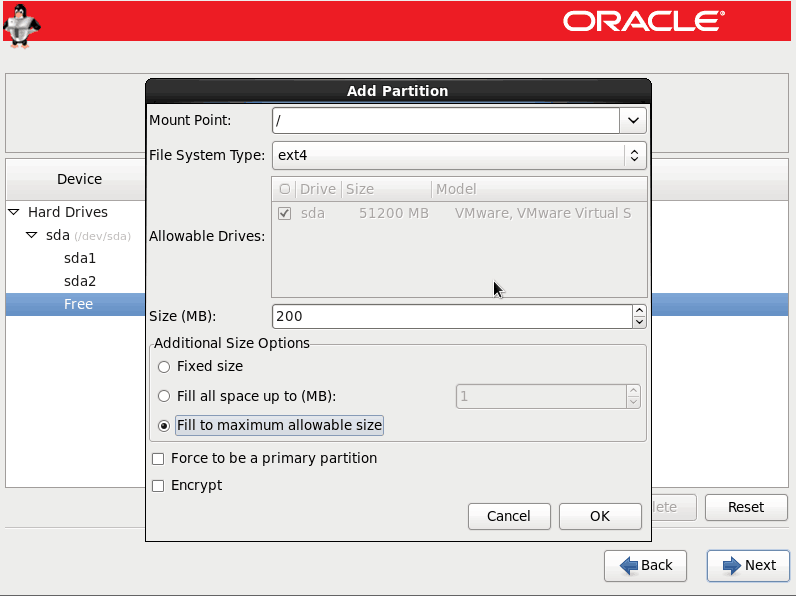 ORACLE
Add Partition
Mount Point: /
File System Type: ext4
Drive Size Model
sda 51200 MB VMware, VMware Virtual S
Allowable Drives:
Size (MB): 200
Additional Size Options
Fixed size
Fill all space up to (MB): 1
Fill to maximum allowable size
Force to be a primary partition
Encrypt
Cancel OK
Device
Hard Drives
sda (/dev/sda)
sda1
sda2
Free
lete Reset
Back Next